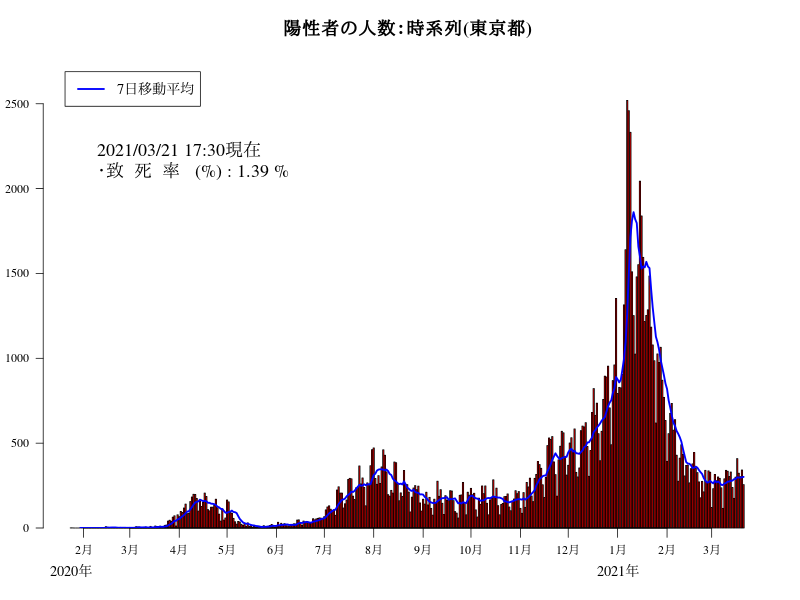 陽性者の人数:時系列(東京都)
7日移動平均
2021/03/21 17:30現在
・致 死 率 (%) : 1.39 %
2500
2000
1500
1000
500
0
2月 3月 4月 5月 6月 7月 8月 9月 10月 11月 12月 1月 2月 3月
2020年 2021年